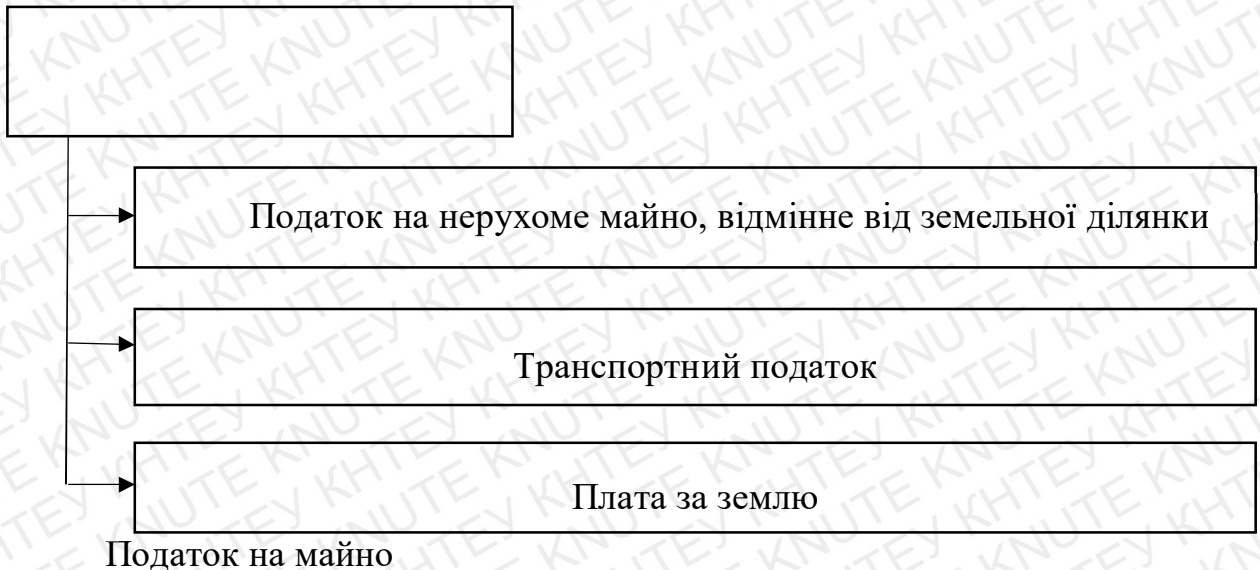 Податок на нерухоме майно, відмінне від земельної ділянки
Транспортний податок
Плата за землю
Податок на майно